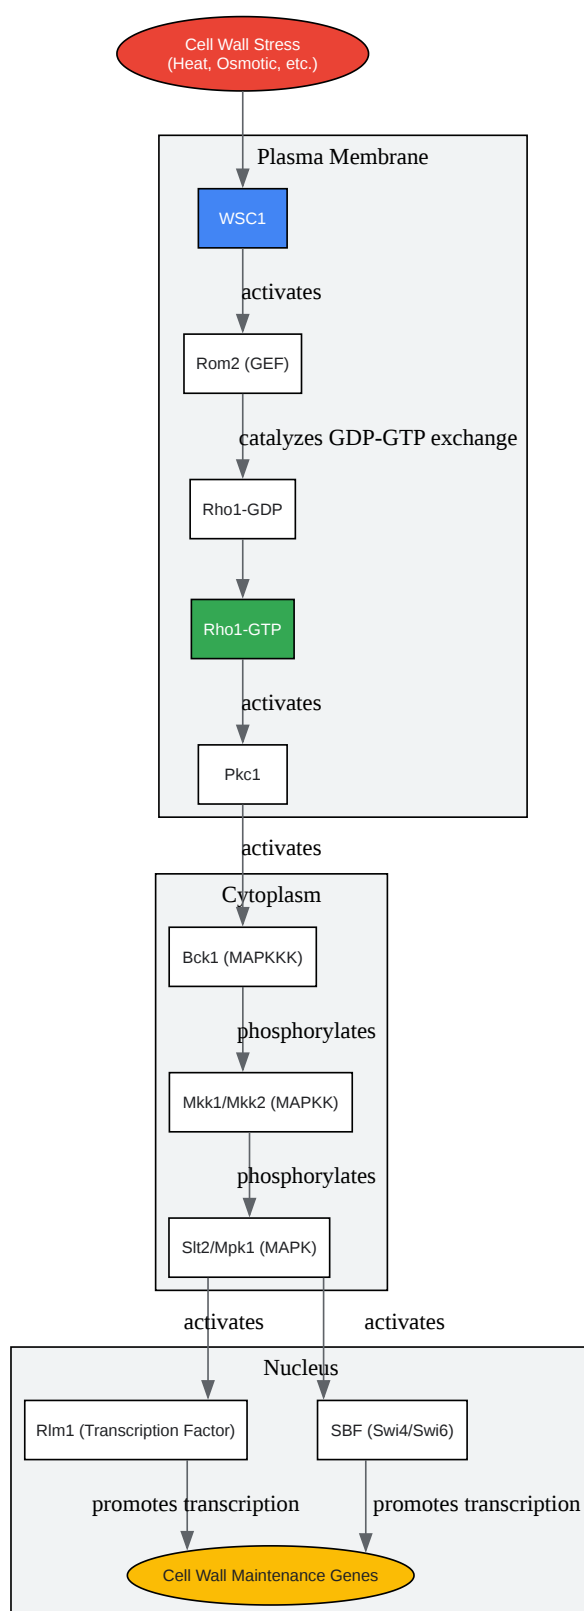 Cell Wall Stress
(Heat, Osmotic, etc.)
Plasma Membrane
WSC1
activates
Rom2 (GEF)
catalyzes GDP-GTP exchange
Rho1-GDP
Rho1-GTP
activates
Pkc1
activates
Cytoplasm
Bck1 (MAPKKK)
phosphorylates
Mkk1/Mkk2 (MAPKK)
phosphorylates
Slt2/Mpk1 (MAPK)
activates
activates
Nucleus
Rlm1 (Transcription Factor)
SBF (Swi4/Swi6)
promotes transcription
promotes transcription
Cell Wall Maintenance Genes